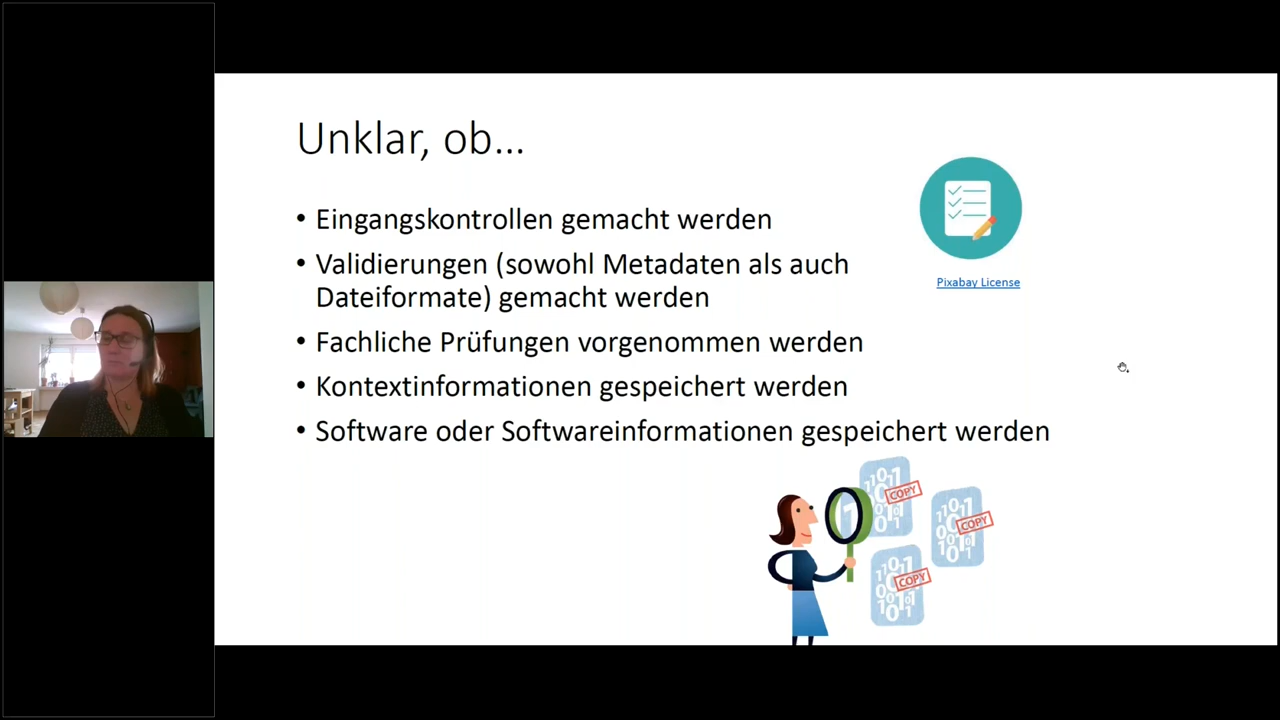 Unklar, ob...
• Eingangskontrollen gemacht werden
• Validierungen (sowohl Metadaten als auch
Dateiformate) gemacht werden
• Fachliche Prüfungen vorgenommen werden
• Kontextinformationen gespeichert werden
• Software oder Softwareinformationen gespeichert werden
Pixabay License
COPY
COPY
COPY